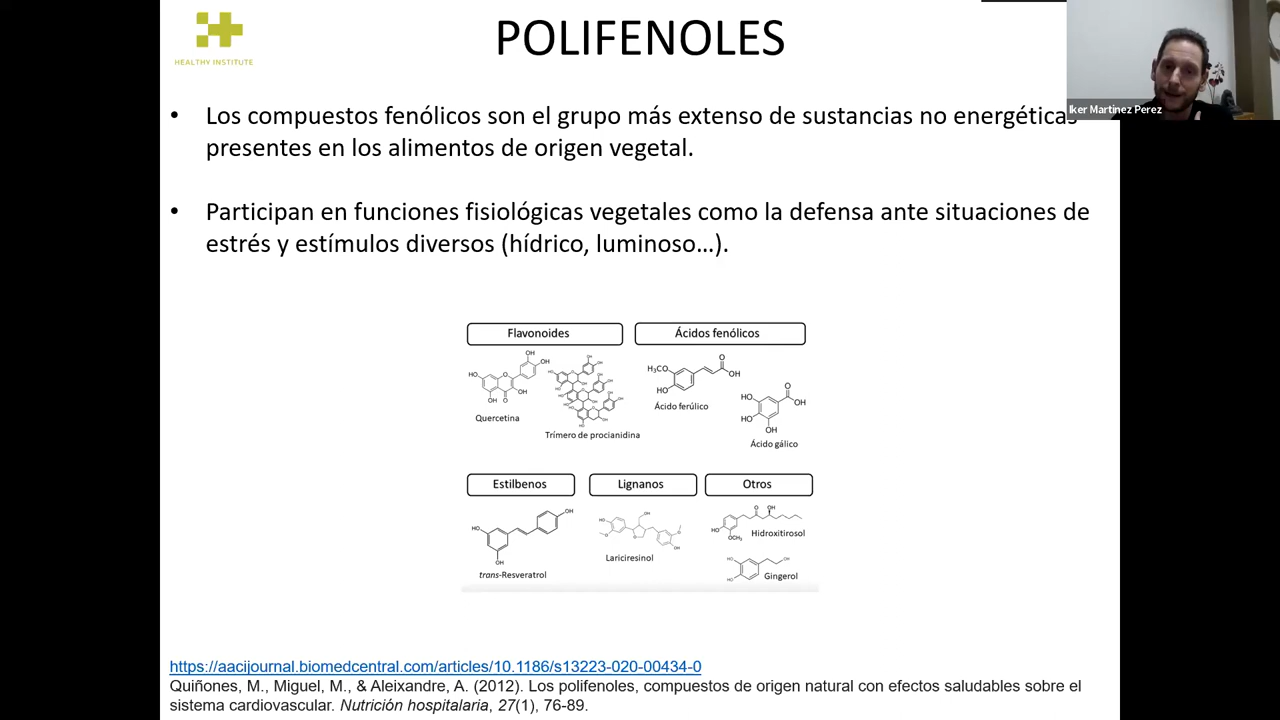 HEALTHY INSTITUTE
POLIFENOLES
Iker Martinez Perez
• Los compuestos fenólicos son el grupo más extenso de sustancias no energéticas
presentes en los alimentos de origen vegetal.
• Participan en funciones fisiológicas vegetales como la defensa ante situaciones de
estrés y estímulos diversos (hídrico, luminoso…).
Flavonoides
Quercetina
Trímero de procianidina
Ácidos fenólicos
H₃CO
HO
O
OH
Ácido ferúlico
O
OH
HO
HO
OH
Ácido gálico
Estilbenos
HO
OH
OH
trans-Resveratrol
Lignanos
Lariciresinol
Otros
Hidroxitirosol
Gingerol
https://aacijournal.biomedcentral.com/articles/10.1186/s13223-020-00434-0
Quiñones, M., Miguel, M., & Aleixandre, A. (2012). Los polifenoles, compuestos de origen natural con efectos saludables sobre el
sistema cardiovascular. Nutrición hospitalaria, 27(1), 76-89.